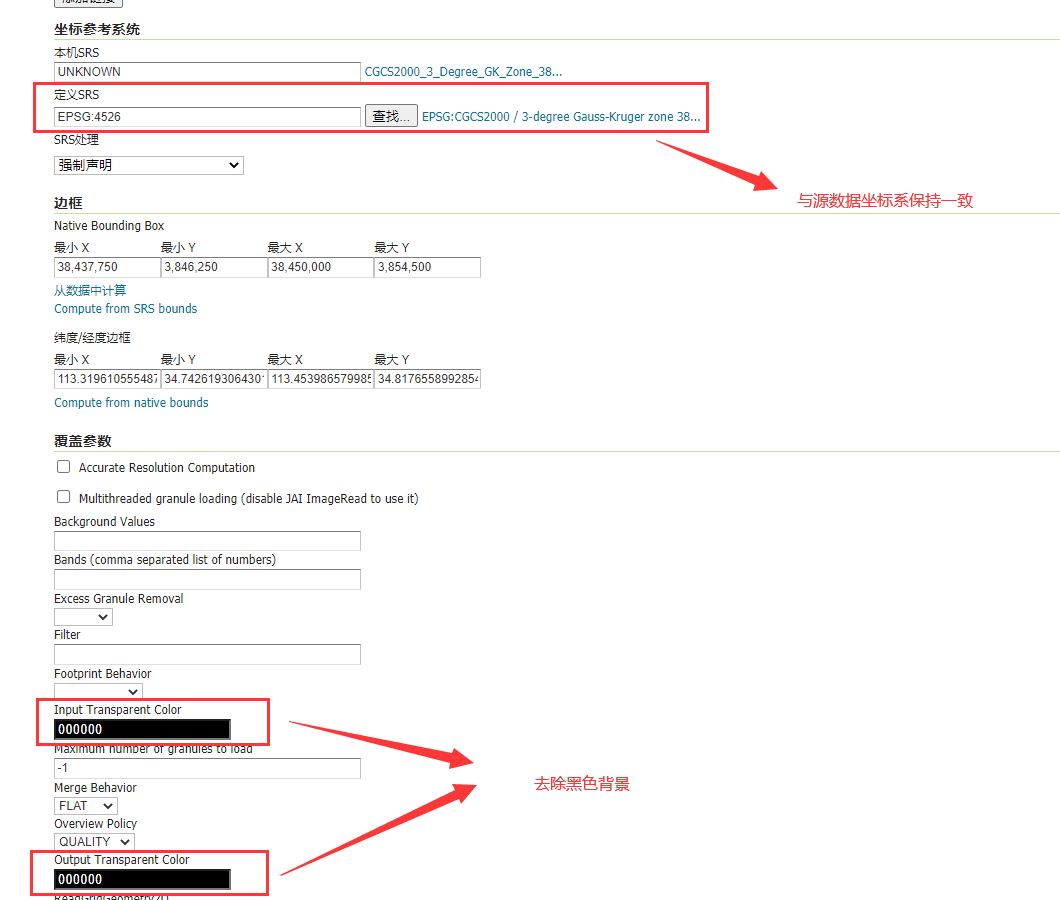 添加链接
坐标参考系统
本机SRS
UNKNOWN CGCS2000_3_Degree_GK_Zone_38...
定义SRS
EPSG:4526 查找... EPSG:CGCS2000 / 3-degree Gauss-Kruger zone 38...
SRS处理
强制声明
与源数据坐标系保持一致
边框
Native Bounding Box
最小 X 最小 Y 最大 X 最大 Y
38,437,750 3,846,250 38,450,000 3,854,500
从数据中计算
Compute from SRS bounds
纬度/经度边框
最小 X 最小 Y 最大 X 最大 Y
113.319610555487 34.742619306430 113.453986579985 34.8176558992854
Compute from native bounds
覆盖参数
Accurate Resolution Computation
Multithreaded granule loading (disable JAI ImageRead to use it)
Background Values
Bands (comma separated list of numbers)
Excess Granule Removal
Filter
Footprint Behavior
Input Transparent Color
000000
Maximum number of granules to load
-1
去除黑色背景
Merge Behavior
FLAT
Overview Policy
QUALITY
Output Transparent Color
000000
ReadGridGeometry2D